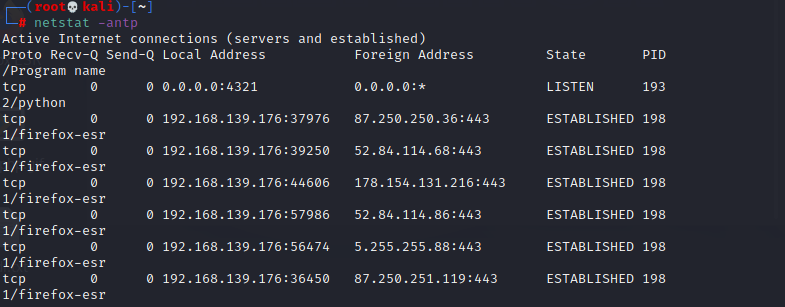 (root💀kali)-[~]
# netstat -antp
Active Internet connections (servers and established)
Proto Recv-Q Send-Q Local Address           Foreign Address         State       PID
/Program name
tcp        0      0 0.0.0.0:4321            0.0.0.0:*               LISTEN      193
2/python
tcp        0      0 192.168.139.176:37976   87.250.250.36:443       ESTABLISHED 198
1/firefox-esr
tcp        0      0 192.168.139.176:39250   52.84.114.68:443        ESTABLISHED 198
1/firefox-esr
tcp        0      0 192.168.139.176:44606   178.154.131.216:443     ESTABLISHED 198
1/firefox-esr
tcp        0      0 192.168.139.176:57986   52.84.114.86:443        ESTABLISHED 198
1/firefox-esr
tcp        0      0 192.168.139.176:56474   5.255.255.88:443        ESTABLISHED 198
1/firefox-esr
tcp        0      0 192.168.139.176:36450   87.250.251.119:443      ESTABLISHED 198
1/firefox-esr